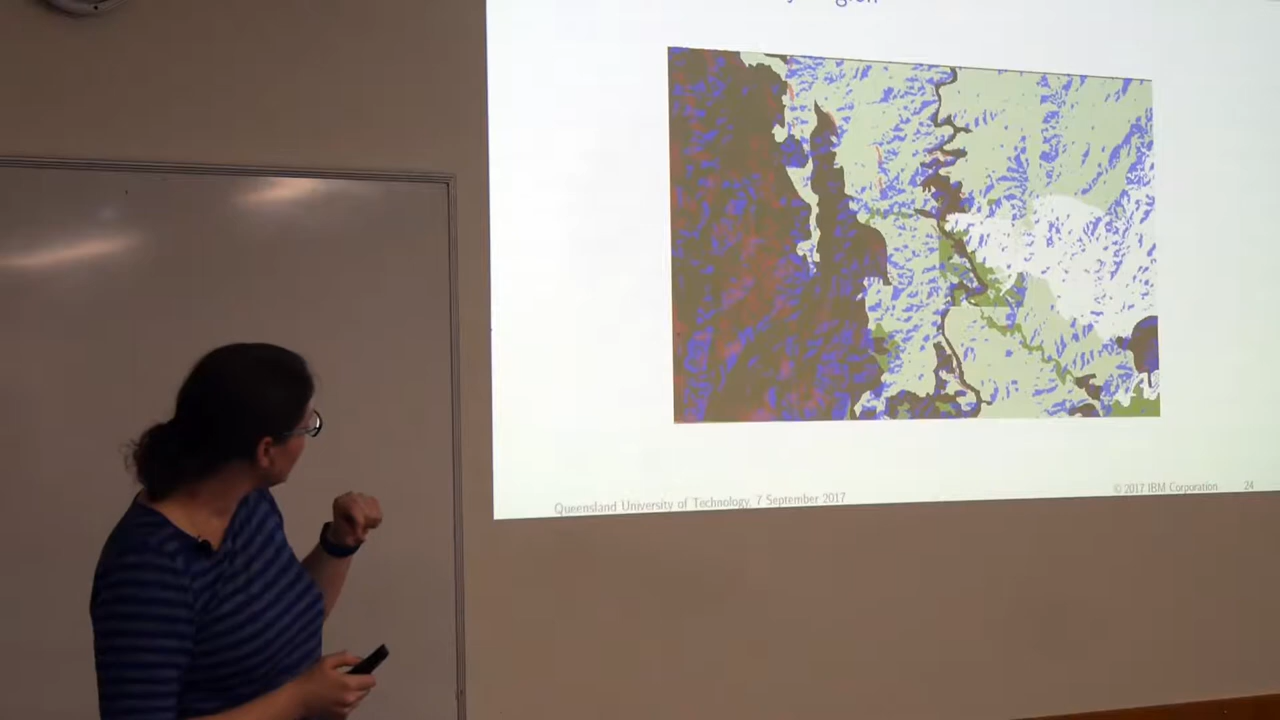 Queensland University of Technology, 7 September 2017
© 2017 IBM Corporation 24